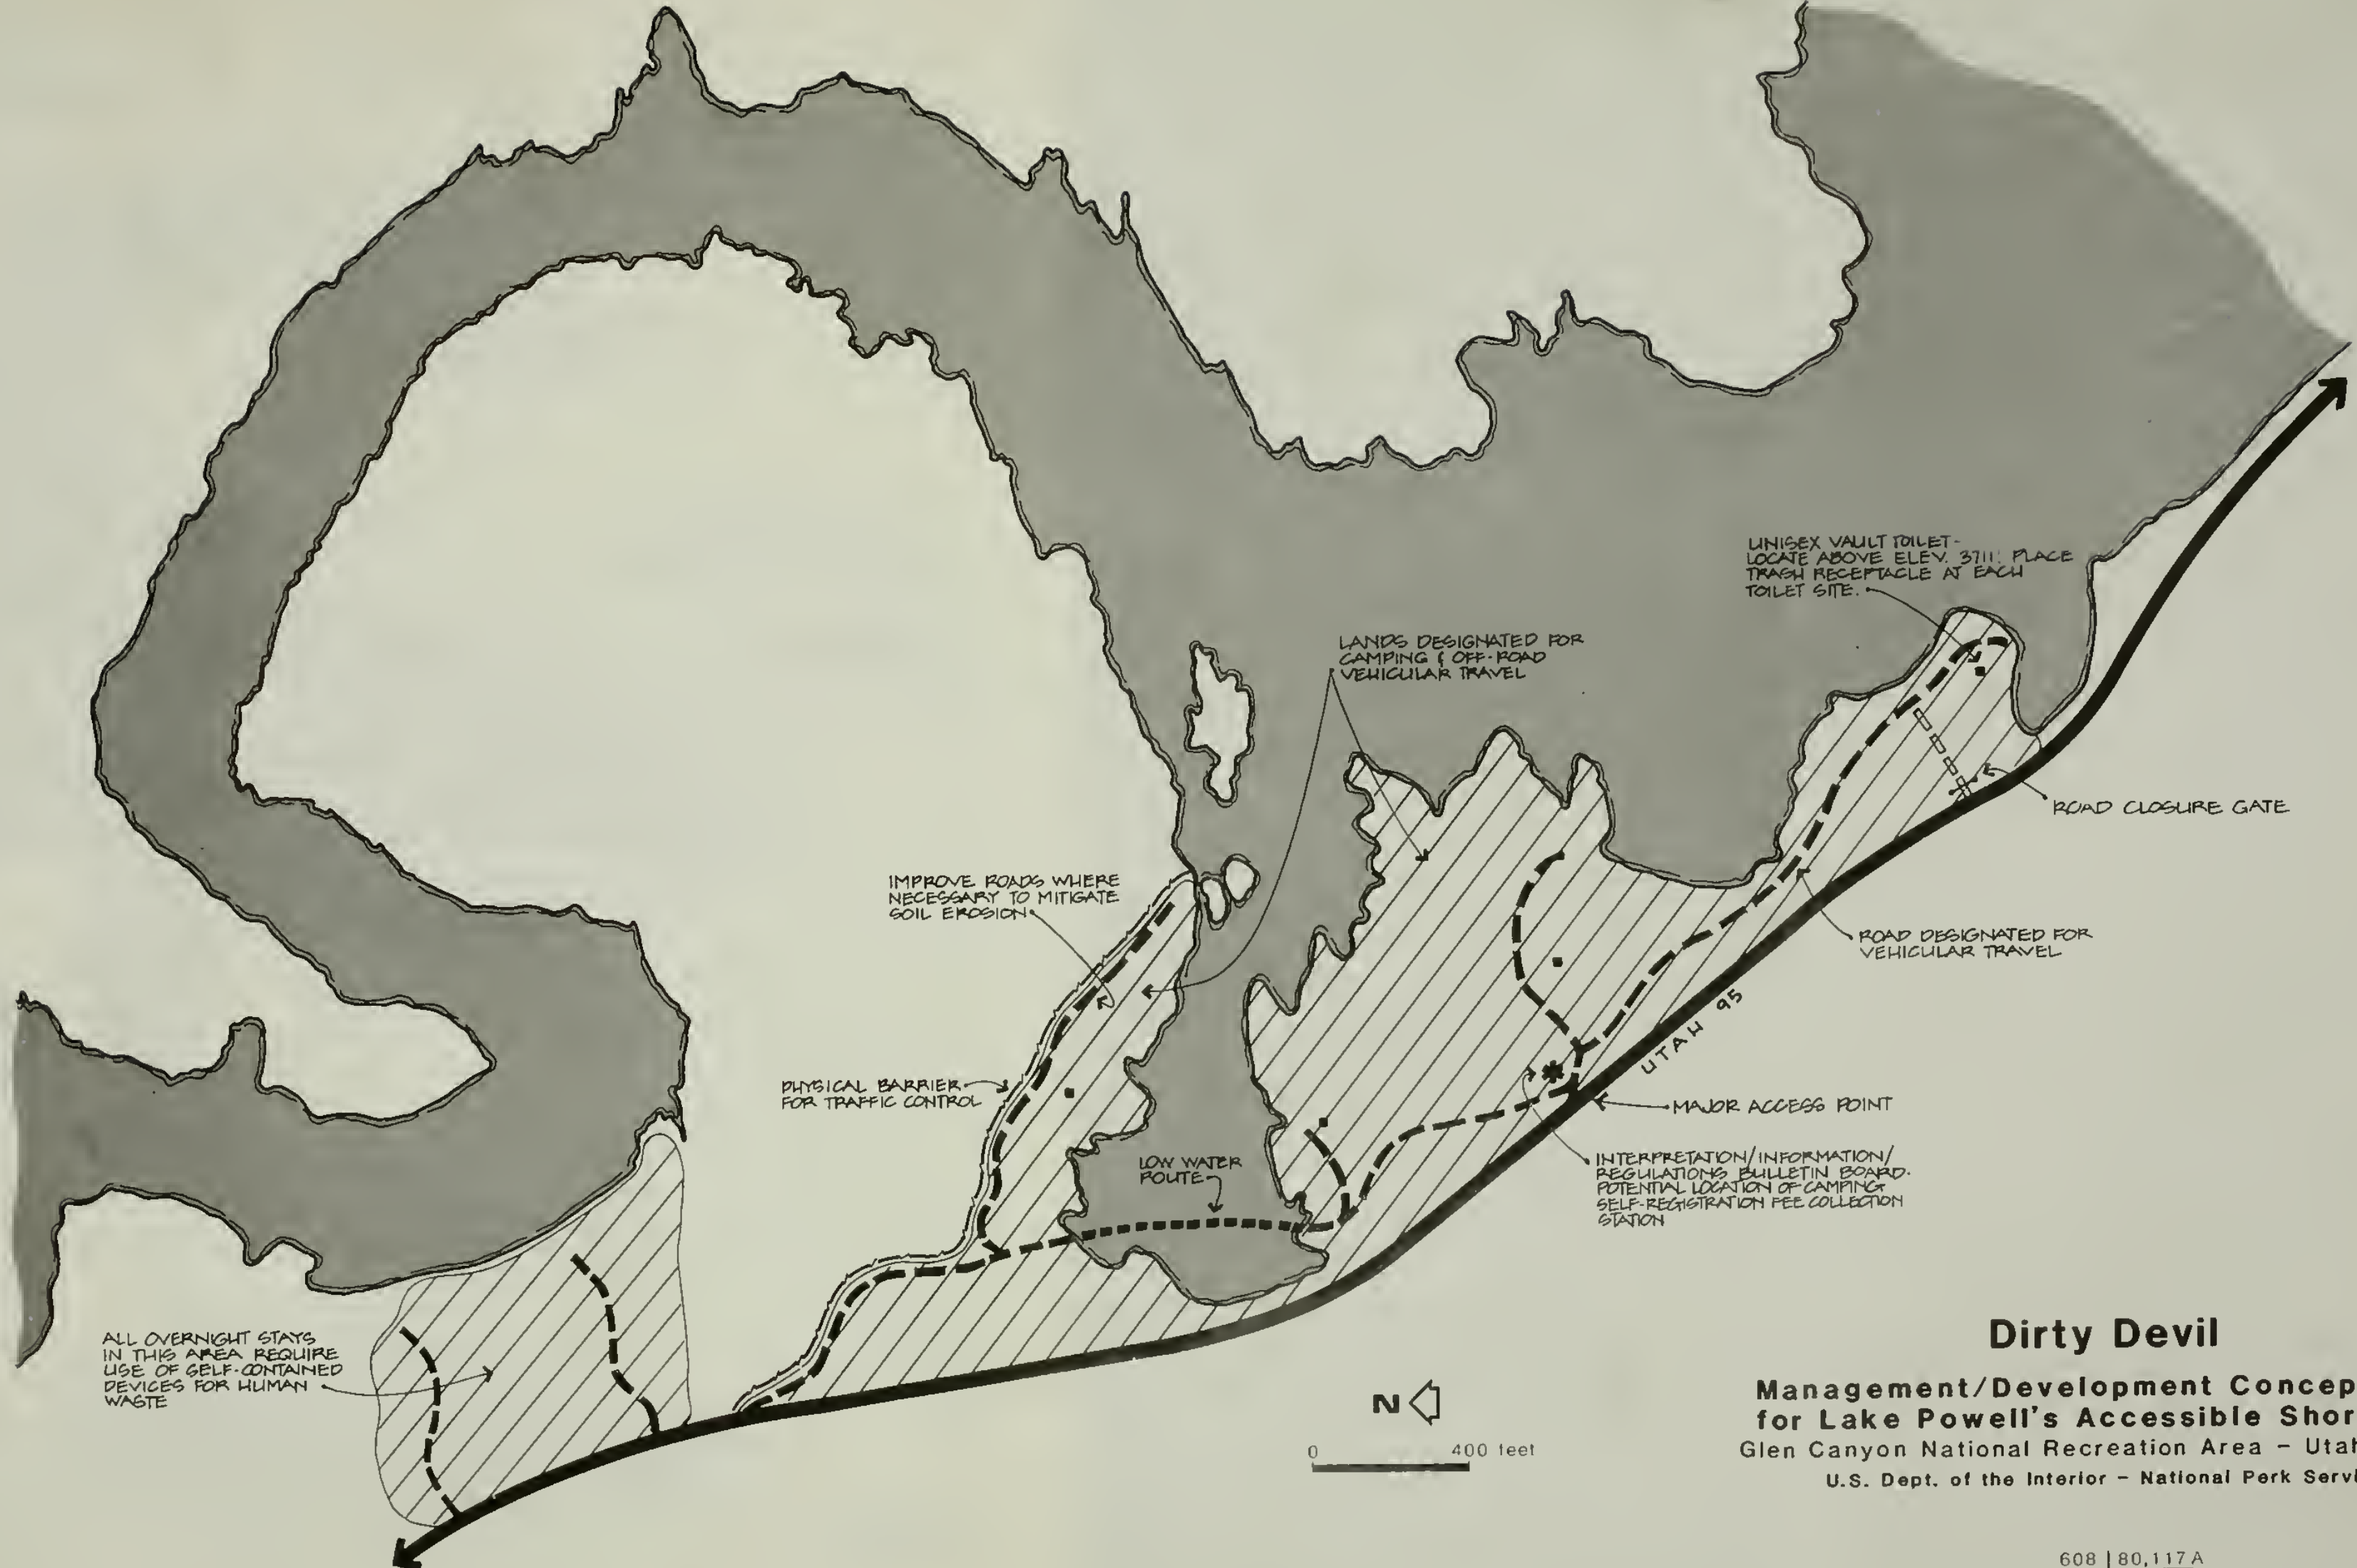 UNISEX VAULT TOILET-
LOCATE ABOVE ELEV. 3711! PLACE
TRASH RECEPTACLE AT EACH
TOILET SITE.
LANDS DESIGNATED FOR
CAMPING & OFF-ROAD
VEHICULAR TRAVEL
ROAD CLOSURE GATE
IMPROVE ROADS WHERE
NECESSARY TO MITIGATE
SOIL EROSION
ROAD DESIGNATED FOR
VEHICULAR TRAVEL
UTAH 95
PHYSICAL BARRIER
FOR TRAFFIC CONTROL
MAJOR ACCESS POINT
LOW WATER
ROUTE
INTERPRETATION/INFORMATION/
REGULATIONS BULLETIN BOARD.
POTENTIAL LOCATION OF CAMPING
SELF-REGISTRATION FEE COLLECTION
STATION
ALL OVERNIGHT STAYS
IN THIS AREA REQUIRE
USE OF SELF-CONTAINED
DEVICES FOR HUMAN
WASTE
N
0 400 feet
Dirty Devil
Management/Development Concep
for Lake Powell's Accessible Shor
Glen Canyon National Recreation Area – Utah
U.S. Dept. of the Interior – National Park Servi
608 | 80,117A